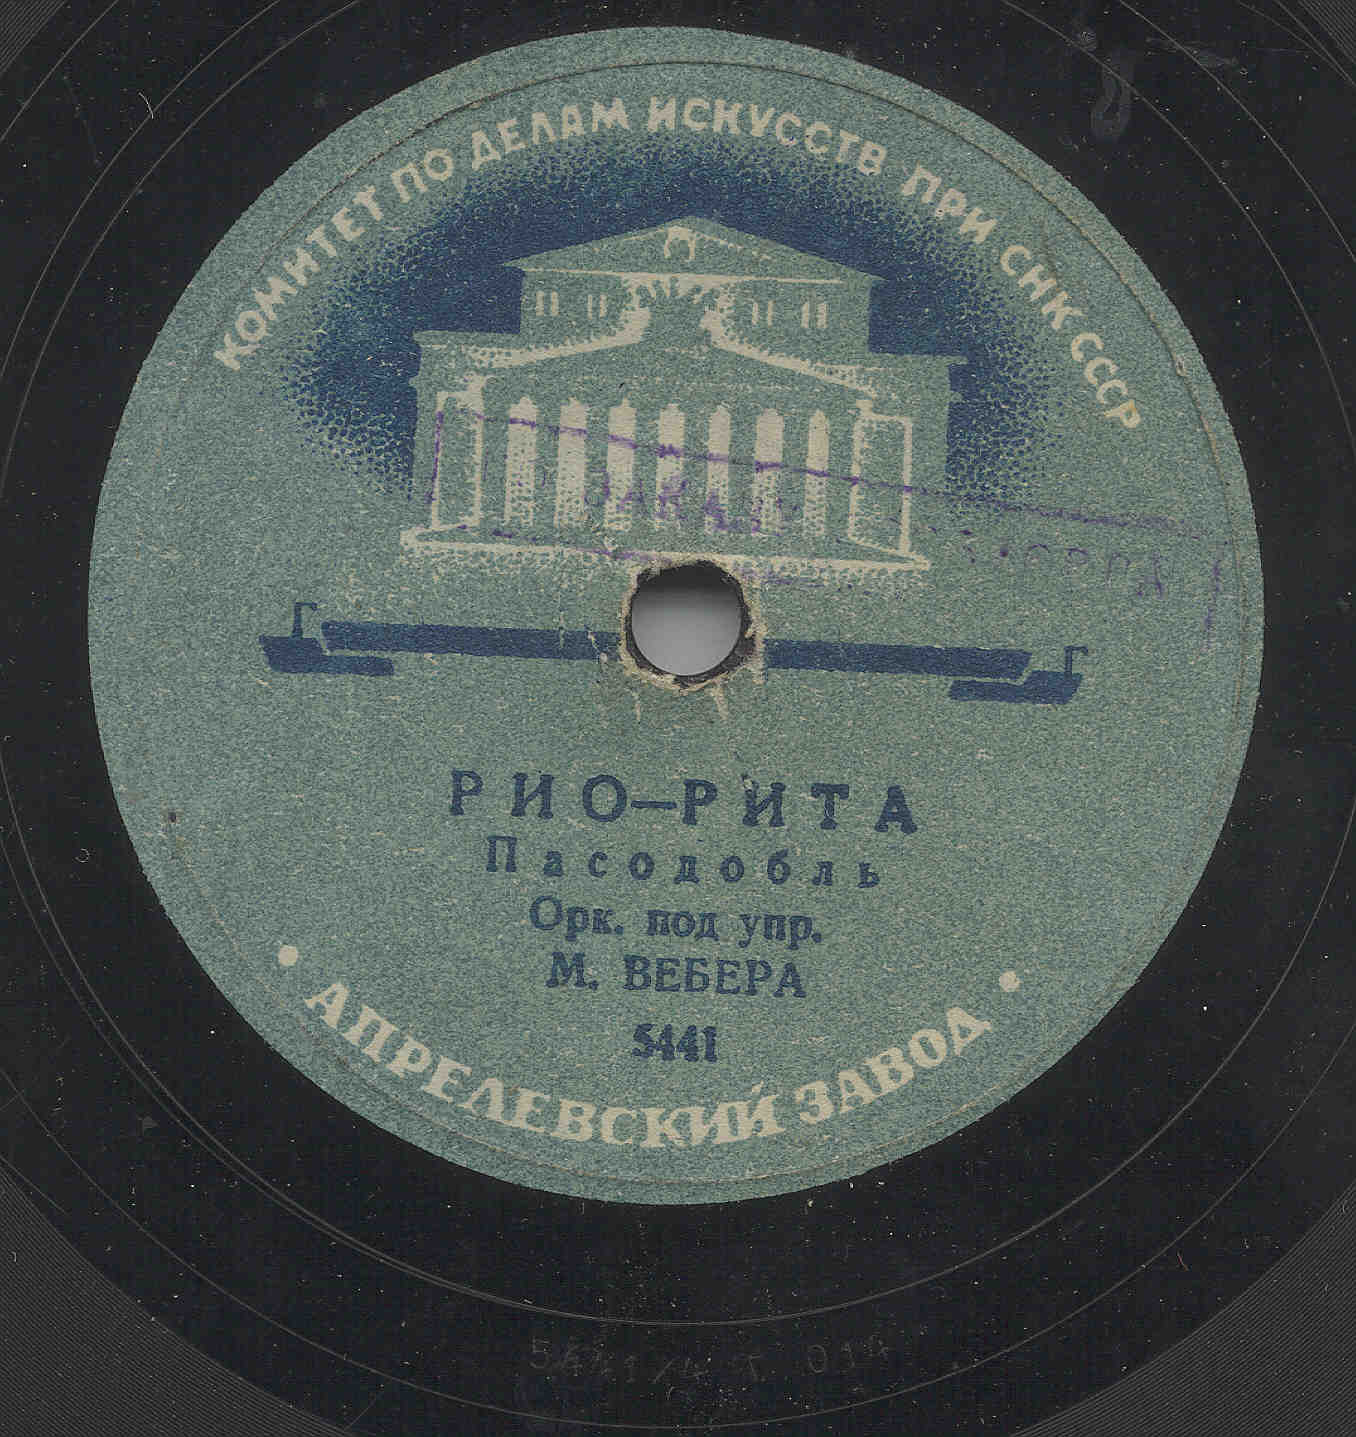 КОМИТЕТ ПО ДЕЛАМ ИСКУССТВ ПРИ СНК СССР
Г Г
РИО—РИТА
Пасодобль
Орк. под упр.
М. ВЕБЕРА
5441
• АПРЕЛЕВСКИЙ ЗАВОД •